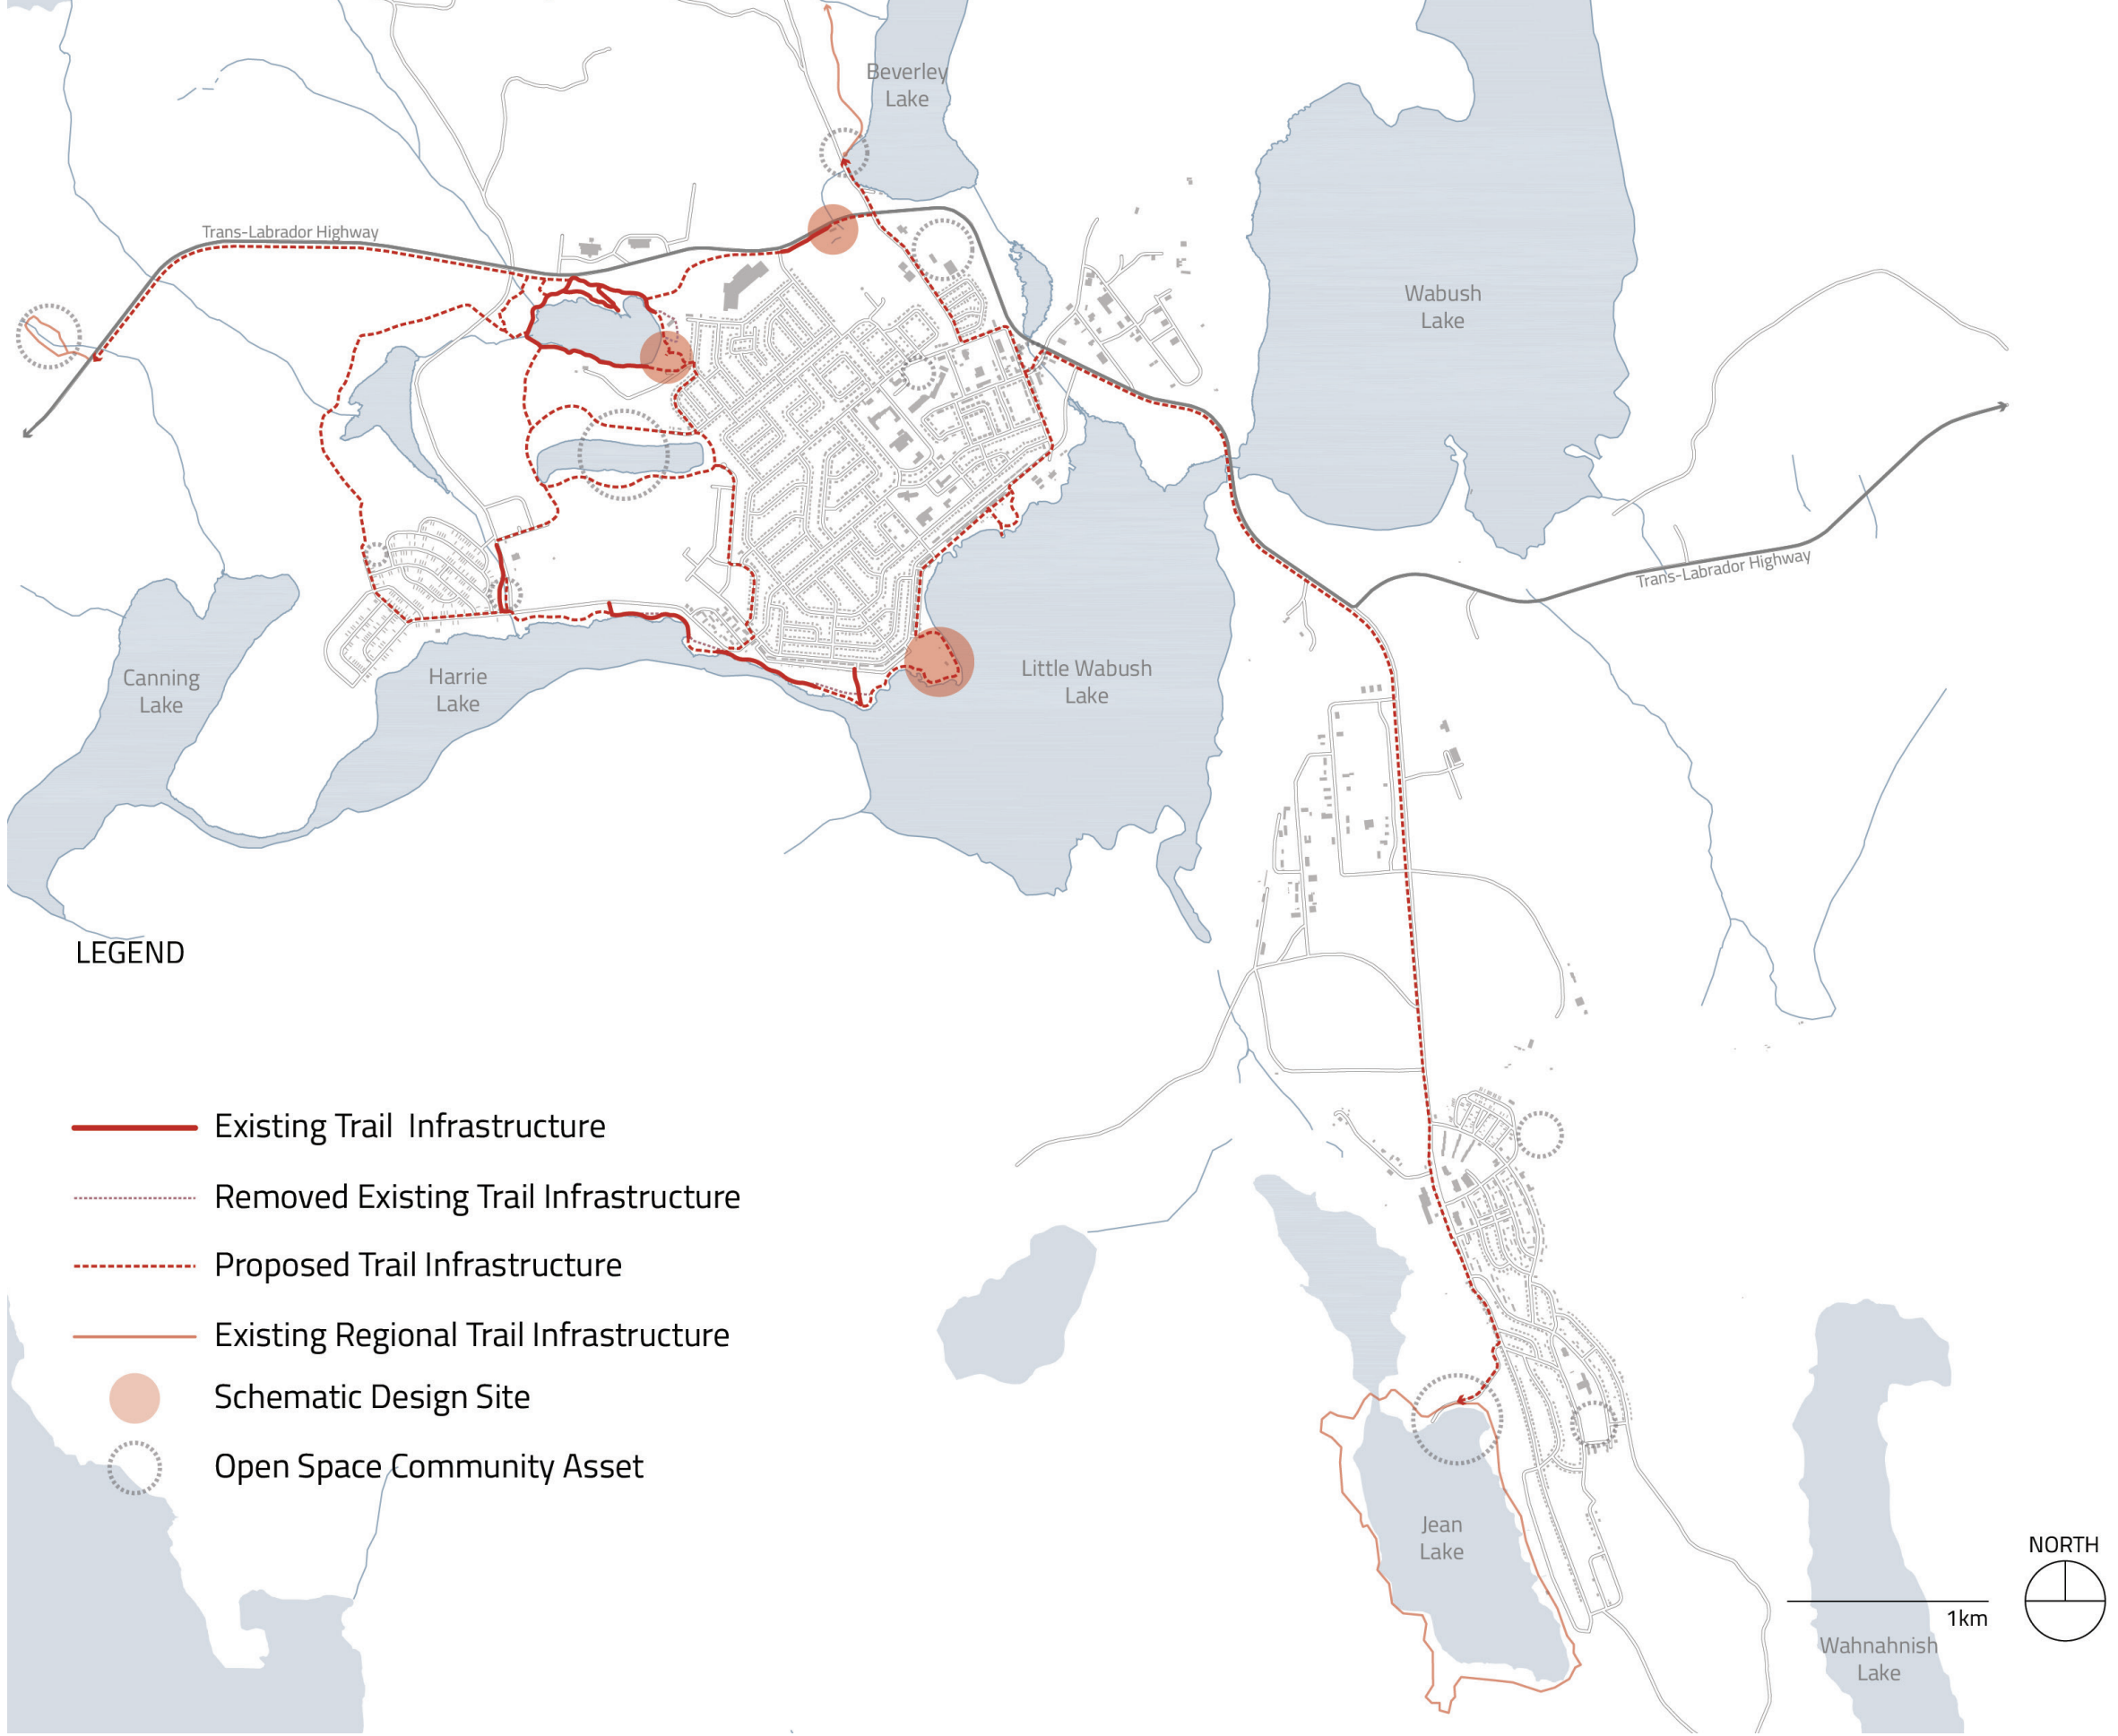 Beverley
Lake
Trans-Labrador Highway
Wabush
Lake
Trans-Labrador Highway
Canning
Lake
Harrie
Lake
Little Wabush
Lake
LEGEND
Existing Trail Infrastructure
Removed Existing Trail Infrastructure
Proposed Trail Infrastructure
Existing Regional Trail Infrastructure
Schematic Design Site
Open Space Community Asset
Jean
Lake
NORTH
1km
Wahnahnish
Lake